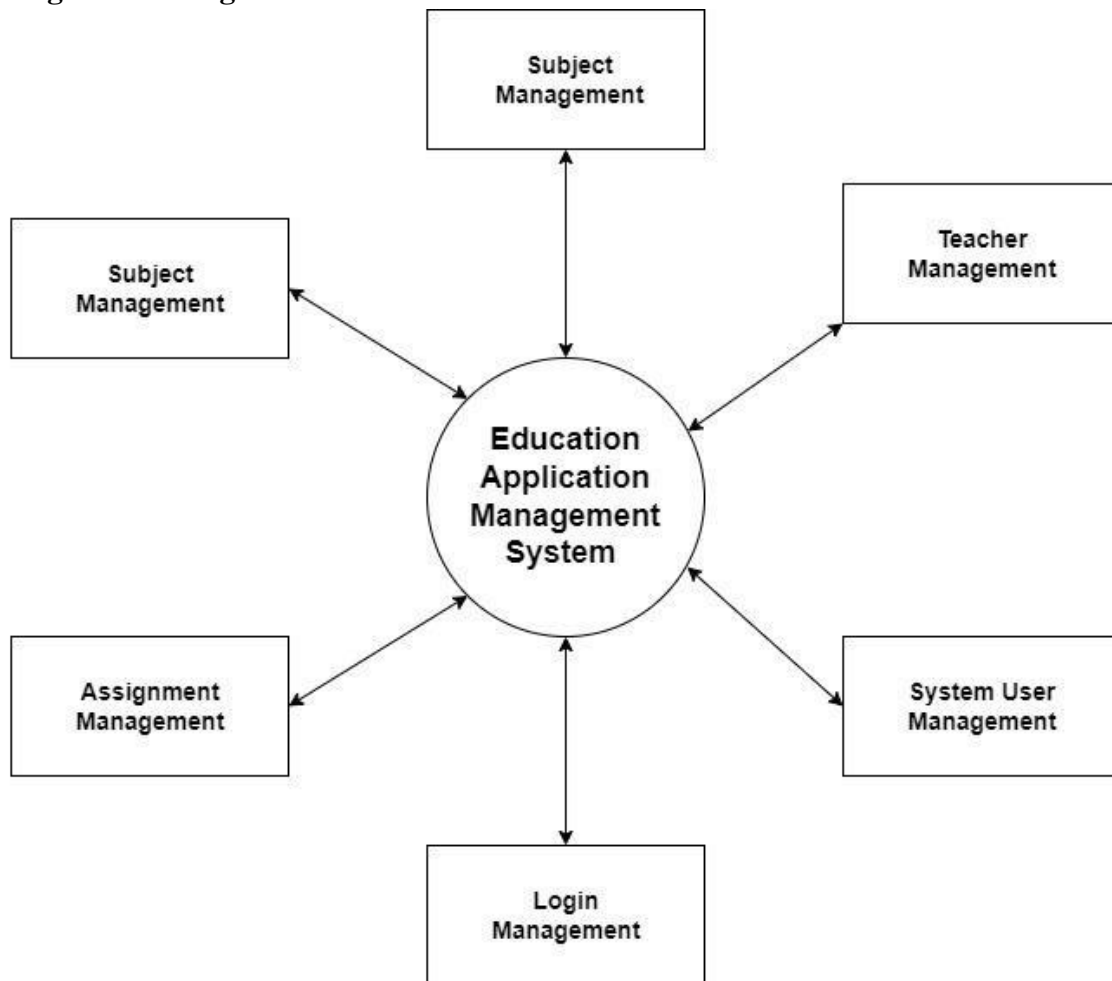 Subject
Management
Teacher
Management
Subject
Management
Education
Application
Management
System
Assignment
Management
System User
Management
Login
Management